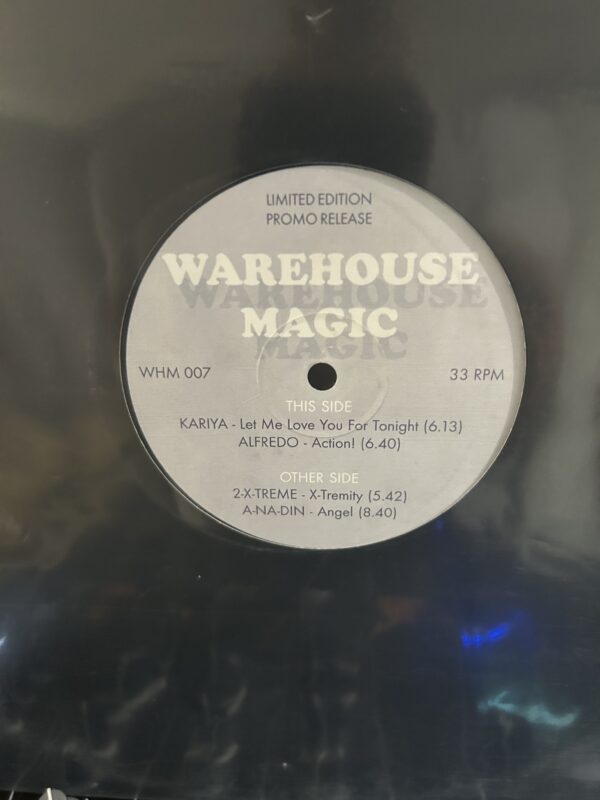 LIMITED EDITION
PROMO RELEASE
WAREHOUSE
MAGIC
WHM 007
33 RPM
THIS SIDE
KARIYA - Let Me Love You For Tonight (6.13)
ALFREDO - Action! (6.40)
OTHER SIDE
2-X-TREME - X-Tremity (5.42)
A-NA-DIN - Angel (8.40)